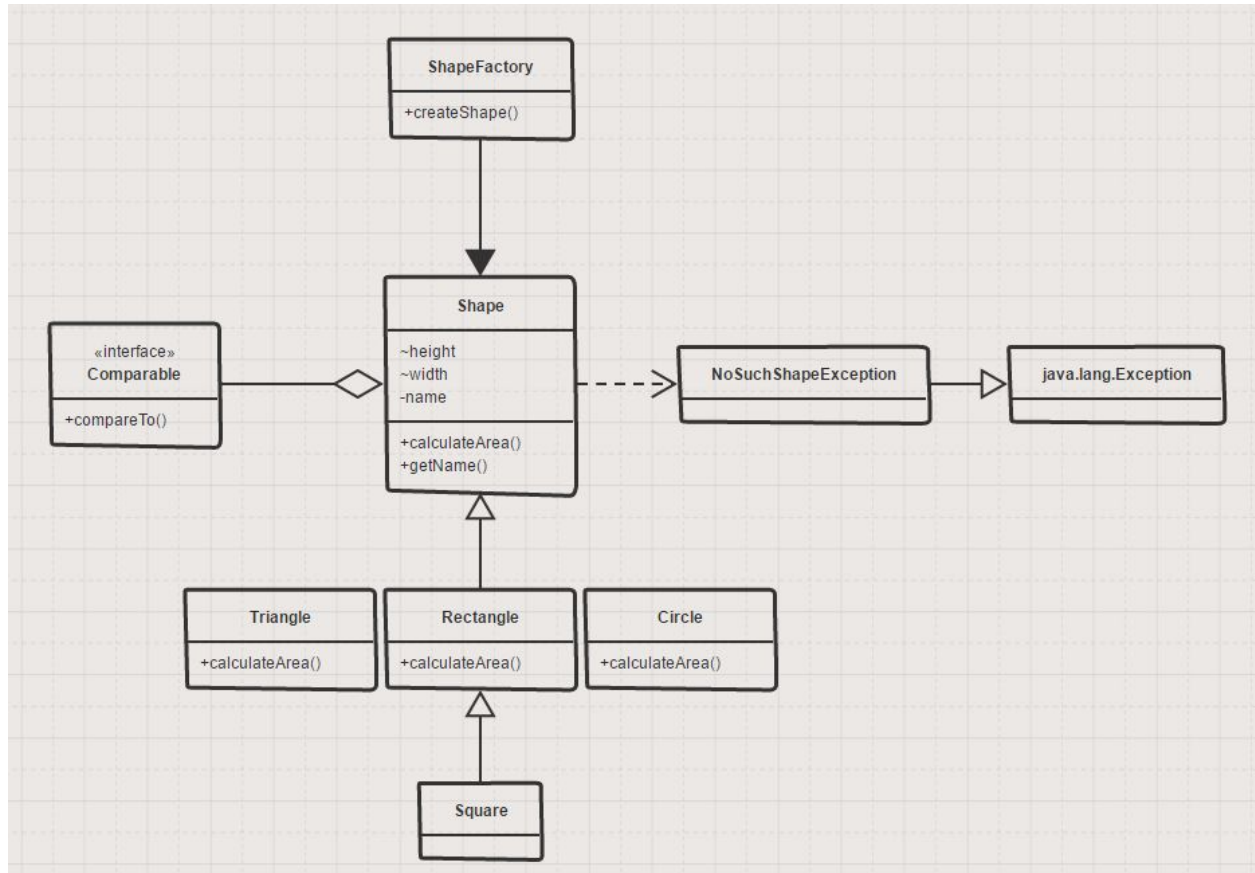 ShapeFactory
+createShape()
«interface»
Comparable
+compareTo()
Shape
~height
~width
-name
+calculateArea()
+getName()
NoSuchShapeException
java.lang.Exception
Triangle
+calculateArea()
Rectangle
+calculateArea()
Circle
+calculateArea()
Square